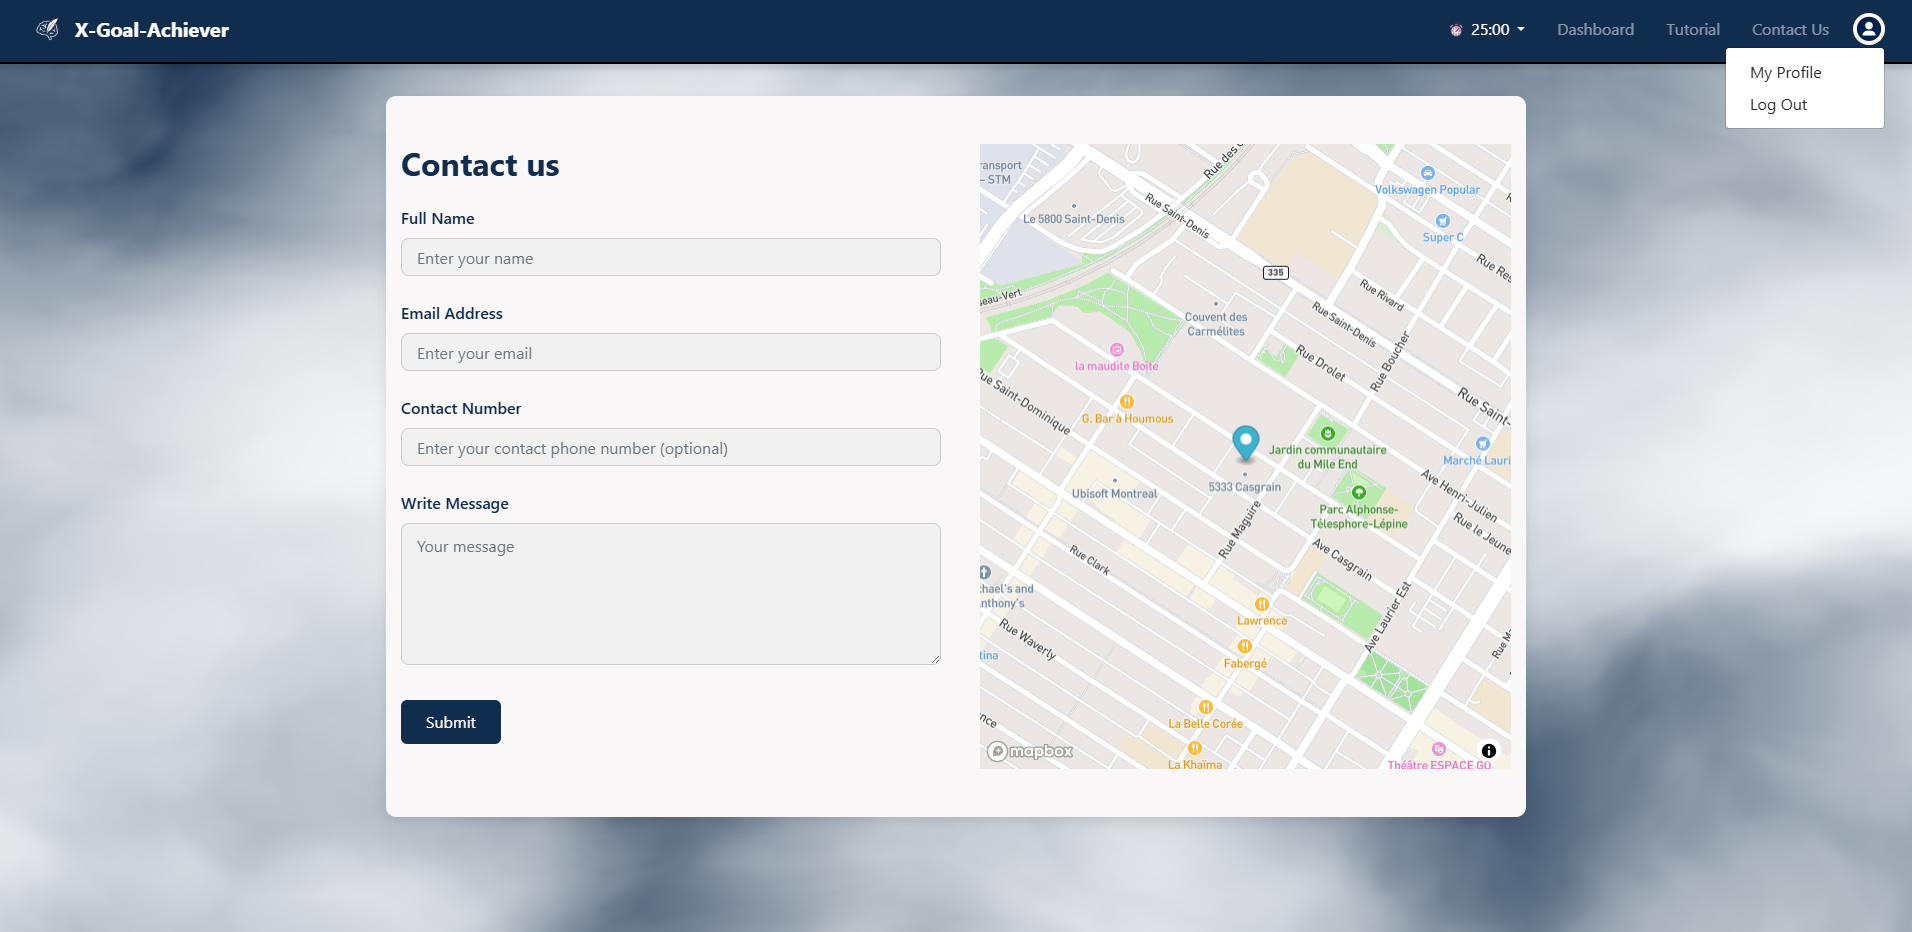 X-Goal-Achiever
25:00
Dashboard
Tutorial
Contact Us
My Profile
Log Out
Contact us
Full Name
Enter your name
Email Address
Enter your email
Contact Number
Enter your contact phone number (optional)
Write Message
Your message
Submit
ransport
– STM
Rue des
Volkswagen Popular
Rue Saint-Denis
Le 5800 Saint-Denis
Super C
335
Rue Res
eau-Vert
Rue Rivard
Couvent des
Carmélites
Rue Saint-Denis
Rue Boucher
la maudite Boite
Rue Drolet
Rue Saint-Dominique
Rue Saint-
G. Bar à Houmous
Jardin communautaire
du Mile End
Marché Lauri
5333 Casgrain
Ubisoft Montreal
Ave Henri-Julien
Parc Alphonse-
Télesphore-Lépine
Rue Maguire
Rue le Jeune
Rue Clark
Ave Casgrain
hael's and
nthony's
Lawrence
Ave Laurier Est
Rue Waverly
Rue M
tina
Fabergé
La Belle Corée
nce
mapbox
La Khaïma
Théâtre ESPACE GO